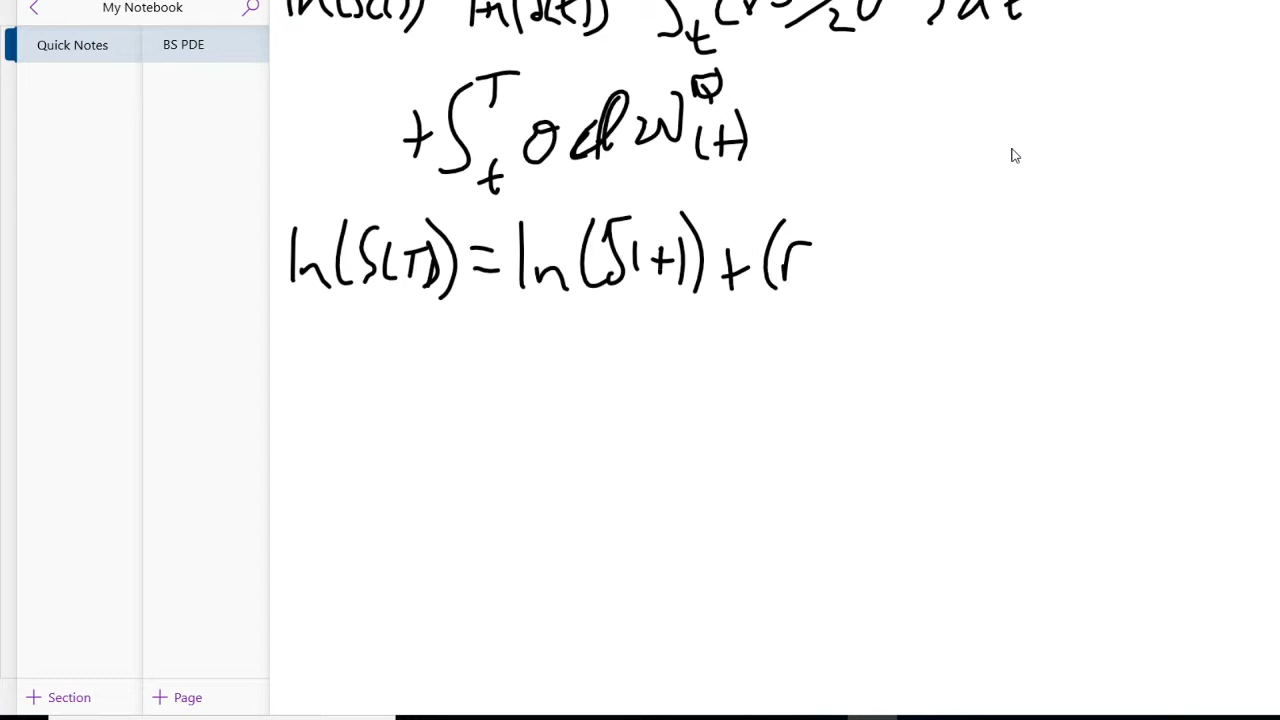 My Notebook
Quick Notes
BS PDE
+ ∫_t^T σ dW^Q(t)
ln(S(T)) = ln(S(t)) + (r
+ Section
+ Page